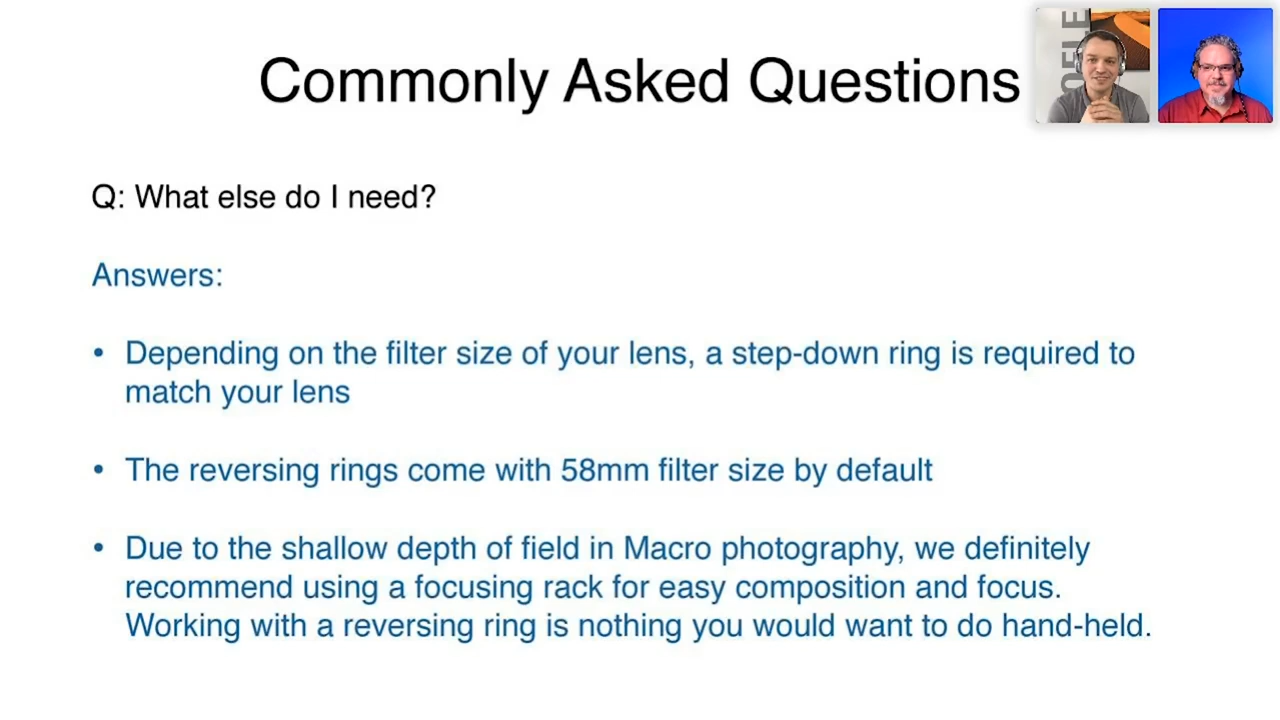 Commonly Asked Questions
Q: What else do I need?
Answers:
• Depending on the filter size of your lens, a step-down ring is required to
match your lens
• The reversing rings come with 58mm filter size by default
• Due to the shallow depth of field in Macro photography, we definitely
recommend using a focusing rack for easy composition and focus.
Working with a reversing ring is nothing you would want to do hand-held.